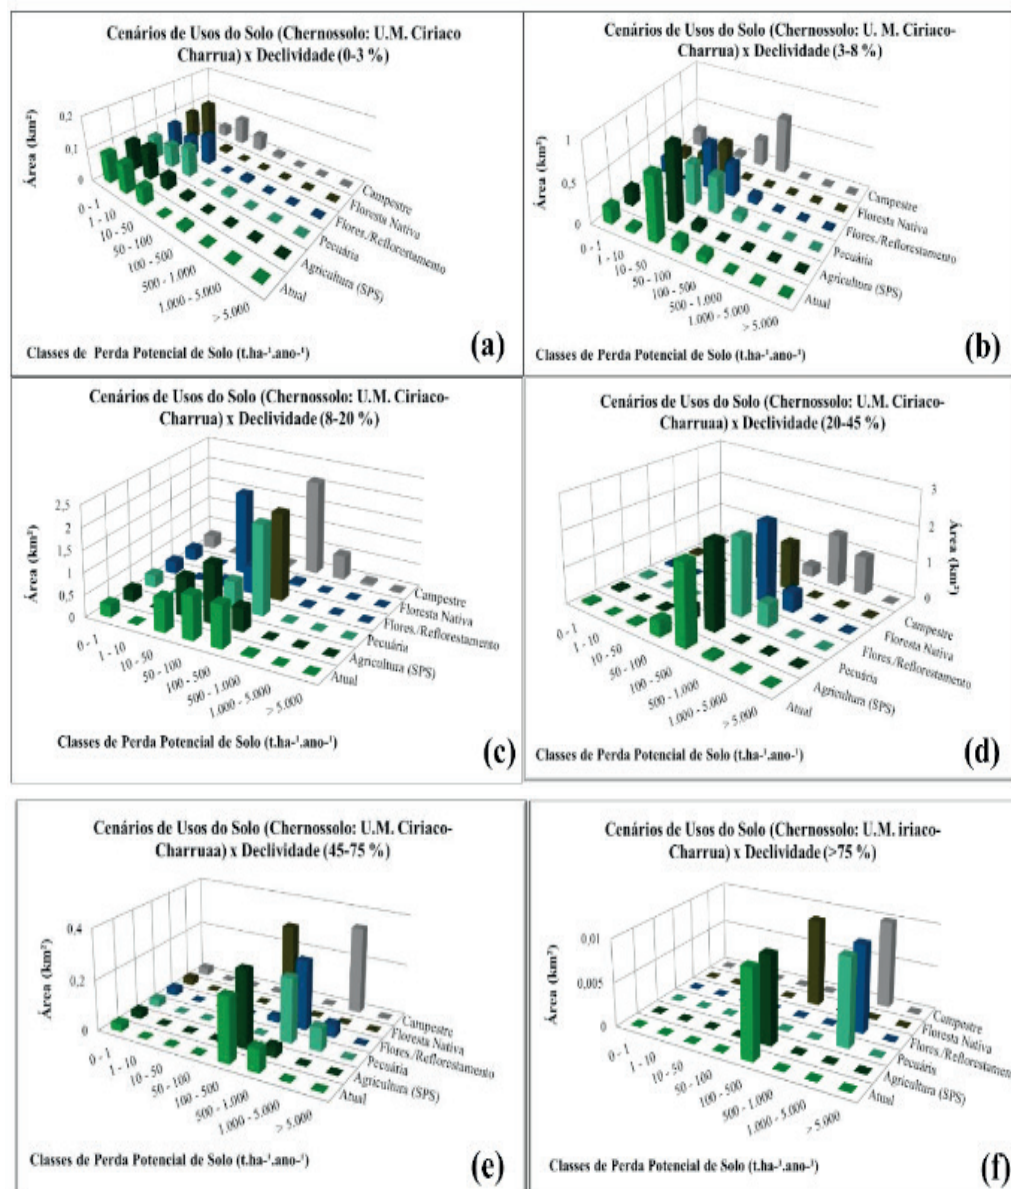 Cenários de Usos do Solo (Chernossolo: U.M. Ciriaco
Charrua) x Declividade (0-3 %)
Área (km²)
0,2
0,1
0
0 - 1
1 - 10
10 - 50
50 - 100
100 - 500
500 - 1.000
1.000 - 5.000
> 5.000
Campestre
Floresta Nativa
Flores./Reflorestamento
Pecuária
Agricultura (SPS)
Atual
Classes de Perda Potencial de Solo (t.ha-¹.ano-¹)
(a)
Cenários de Usos do Solo (Chernossolo: U. M. Ciriaco-
Charrua) x Declividade (3-8 %)
Área (km²)
1
0,5
0
0 - 1
1 - 10
10 - 50
50 - 100
100 - 500
500 - 1.000
1.000 - 5.000
> 5.000
Campestre
Floresta Nativa
Flores./Reflorestamento
Pecuária
Agricultura (SPS)
Atual
Classes de Perda Potencial de Solo (t.ha-¹.ano-¹)
(b)
Cenários de Usos do Solo (Chernossolo: U.M. Ciriaco-
Charrua) x Declividade (8-20 %)
Área (km²)
2,5
2
1,5
1
0,5
0
0 - 1
1 - 10
10 - 50
50 - 100
100 - 500
500 - 1.000
1.000 - 5.000
> 5.000
Campestre
Floresta Nativa
Flores./Reflorestamento
Pecuária
Agricultura (SPS)
Atual
Classes de Perda Potencial de Solo (t.ha-¹.ano-¹)
(c)
Cenários de Usos do Solo (Chernossolo: U.M. Ciriaco-
Charruaa) x Declividade (20-45 %)
3
2
1
0
Área (km²)
0 - 1
1 - 10
10 - 50
50 - 100
100 - 500
500 - 1.000
1.000 - 5.000
> 5.000
Campestre
Floresta Nativa
Flores./Reflorestamento
Pecuária
Agricultura (SPS)
Atual
Classes de Perda Potencial de Solo (t.ha-¹.ano-¹)
(d)
Cenários de Usos do Solo (Chernossolo: U.M. Ciriaco-
Charruaa) x Declividade (45-75 %)
Área (km²)
0,4
0,2
0
0 - 1
1 - 10
10 - 50
50 - 100
100 - 500
500 - 1.000
1.000 - 5.000
> 5.000
Campestre
Floresta Nativa
Flores./Reflorestamento
Pecuária
Agricultura (SPS)
Atual
Classes de Perda Potencial de Solo (t.ha-¹.ano-¹)
(e)
Cenários de Usos do Solo (Chernossolo: U.M. iriaco-
Charrua) x Declividade (>75 %)
Área (km²)
0,01
0,005
0
0 - 1
1 - 10
10 - 50
50 - 100
100 - 500
500 - 1.000
1.000 - 5.000
> 5.000
Campestre
Floresta Nativa
Flores./Reflorestament
Pecuária
Agricultura (SPS)
Atual
Classes de Perda Potencial de Solo (t.ha-¹.ano-¹)
(f)